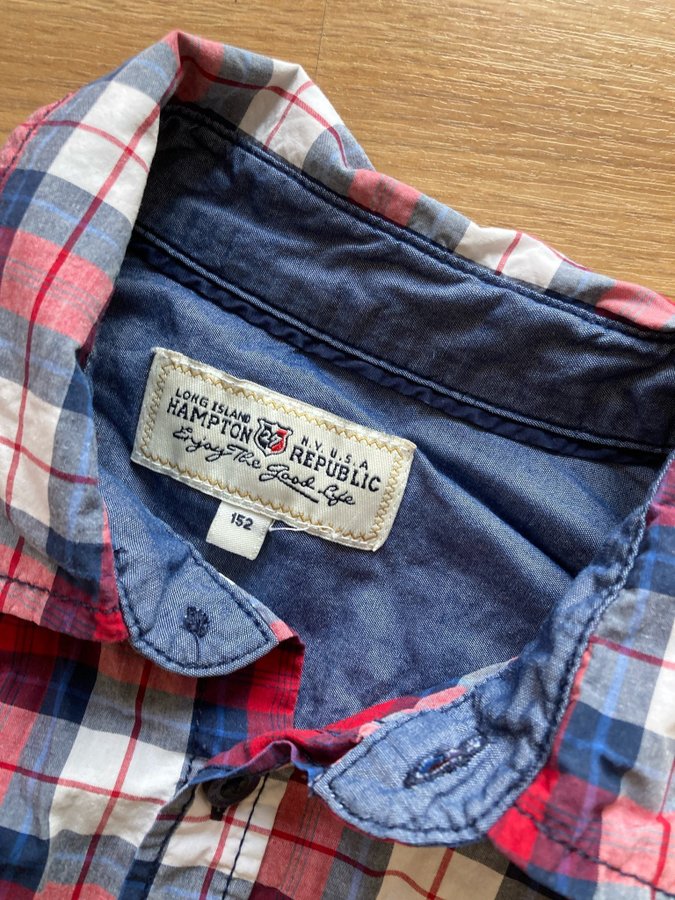 LONG ISLAND N.Y. U.S.A
HAMPTON 27 REPUBLIC
Enjoy The Good Life
152